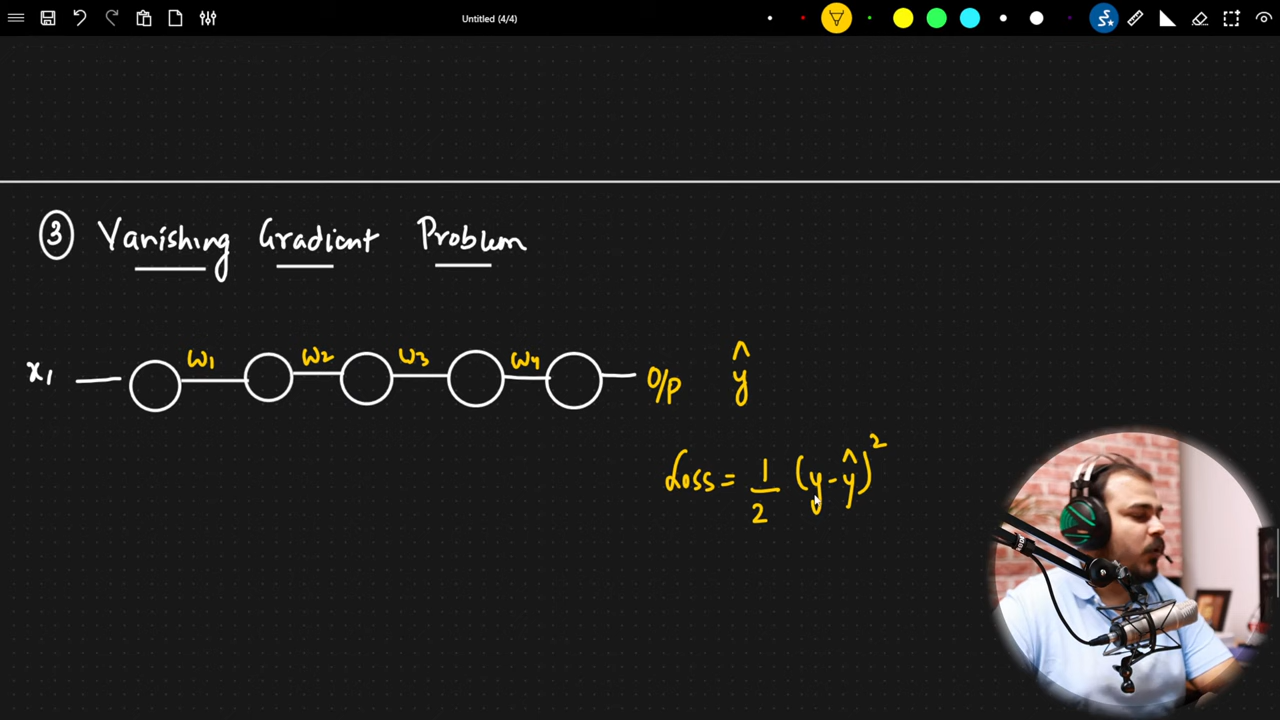 Untitled (4/4)
③ Vanishing Gradient Problem
x₁ w₁ w₂ w₃ w₄ O/P ŷ
Loss = 1/2 (y-ŷ)²